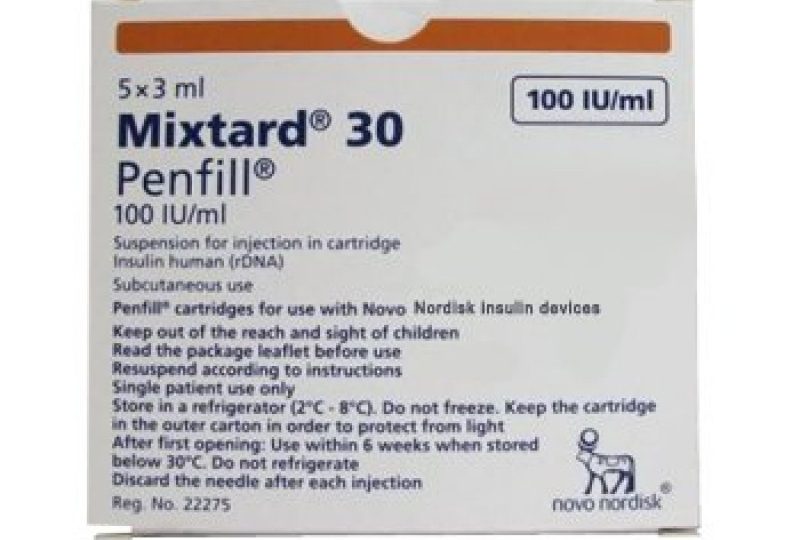 5 x 3 ml
100 IU/ml
Mixtard® 30
Penfill®
100 IU/ml
Suspension for injection in cartridge
Insulin human (rDNA)
Subcutaneous use
Penfill® cartridges for use with Novo Nordisk insulin devices
Keep out of the reach and sight of children
Read the package leaflet before use
Resuspend according to instructions
Single patient use only
Store in a refrigerator (2°C - 8°C). Do not freeze. Keep the cartridge
in the outer carton in order to protect from light
After first opening: Use within 6 weeks when stored
below 30°C. Do not refrigerate
Discard the needle after each injection
Reg. No. 22275
novo nordisk®